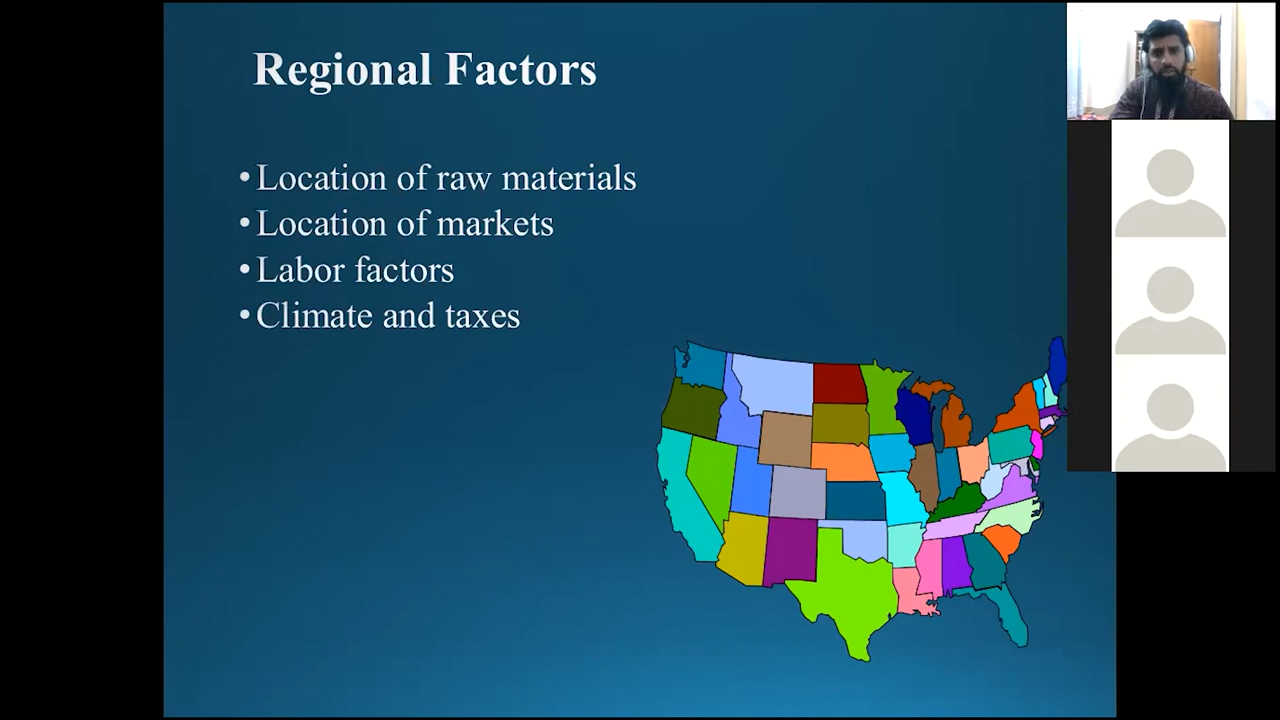 Regional Factors
•Location of raw materials
•Location of markets
•Labor factors
•Climate and taxes